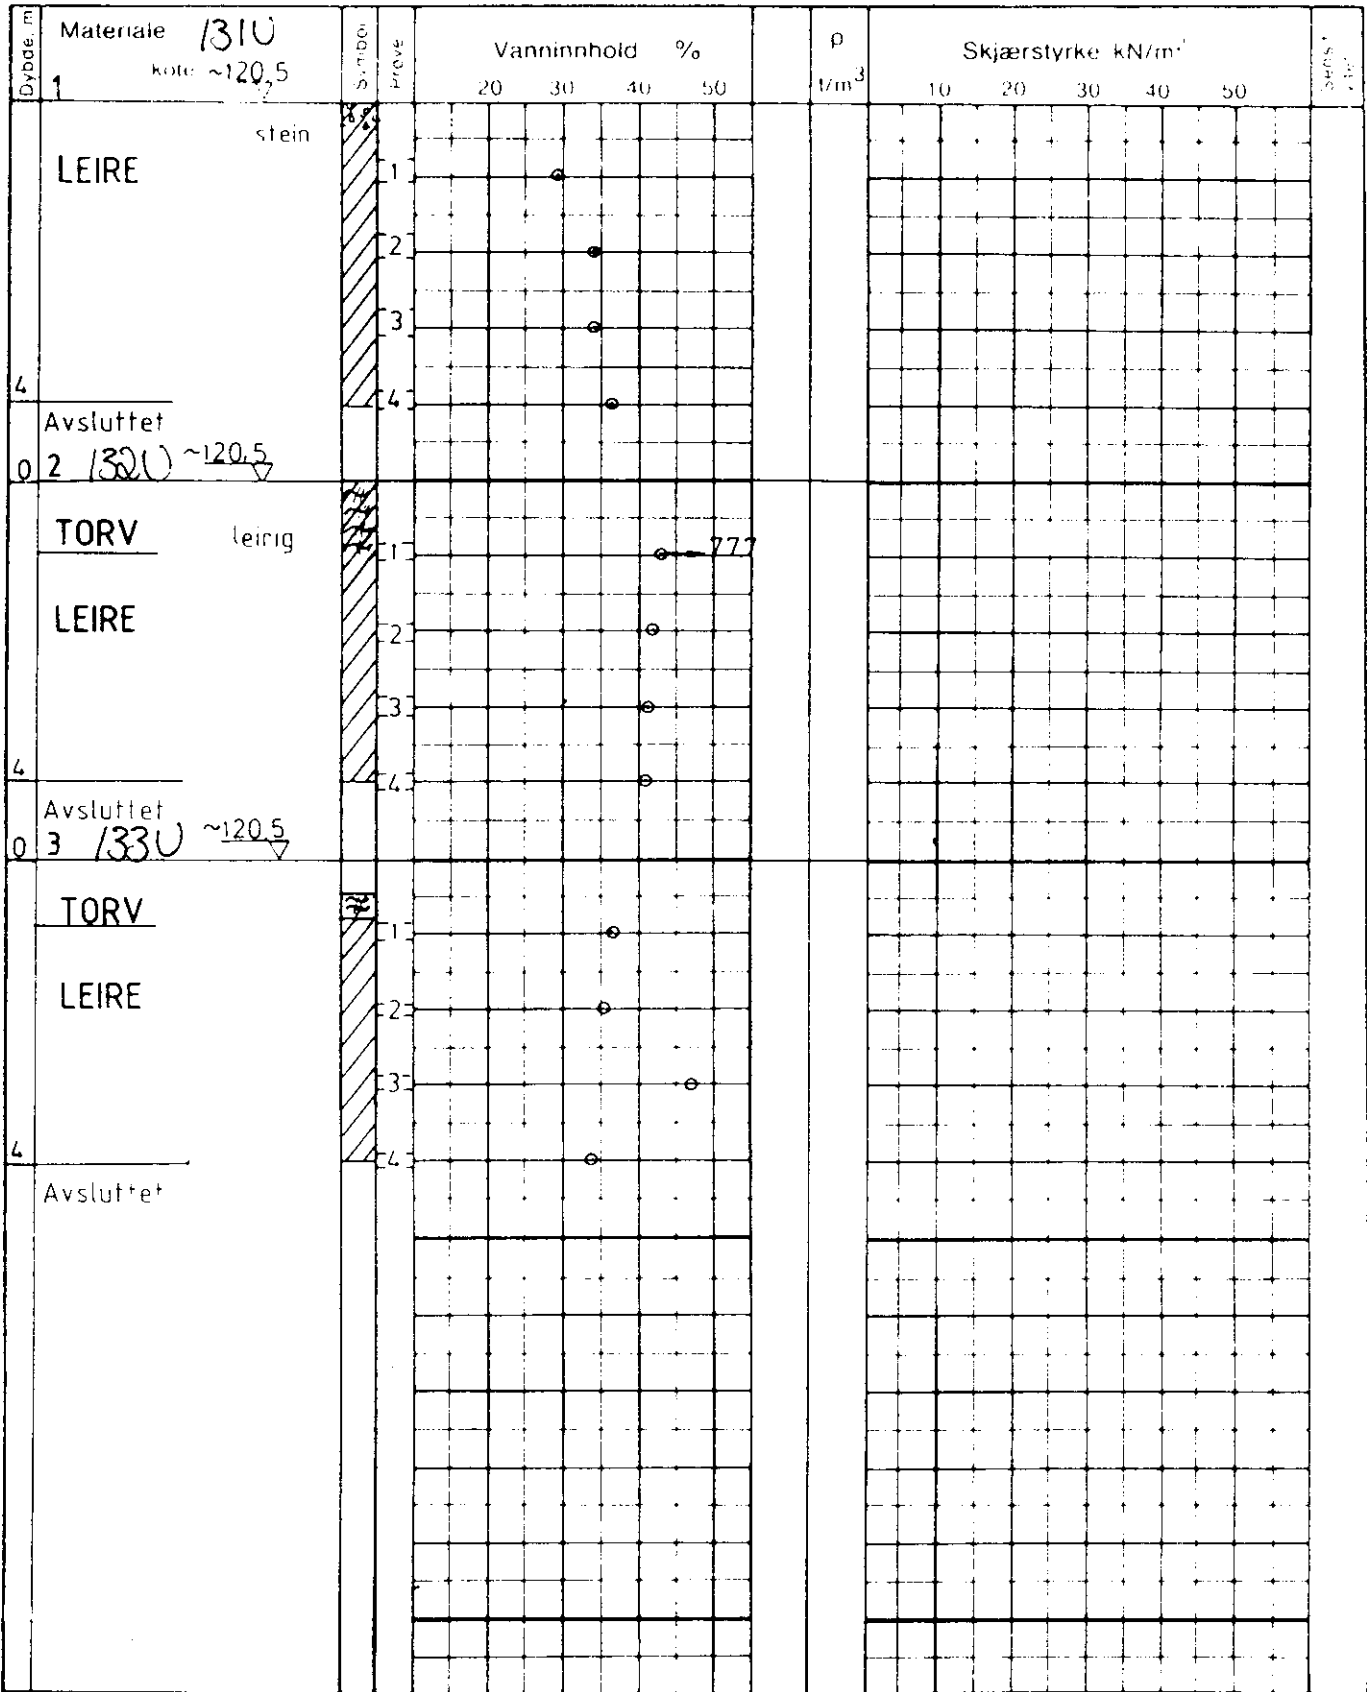 Dybde, m
Materiale 131U
kote ~120,5
1
Symbol
Prøve
Vanninnhold %
20 30 40 50
ρ
t/m³
Skjærstyrke kN/m²
10 20 30 40 50
stein
LEIRE
1
2
3
4
4
Avsluttet
0 2 132U ~120,5
TORV leirig
1 777
LEIRE
2
3
4
4
Avsluttet
0 3 133U ~120,5
TORV
1
LEIRE
2
3
4
4
Avsluttet